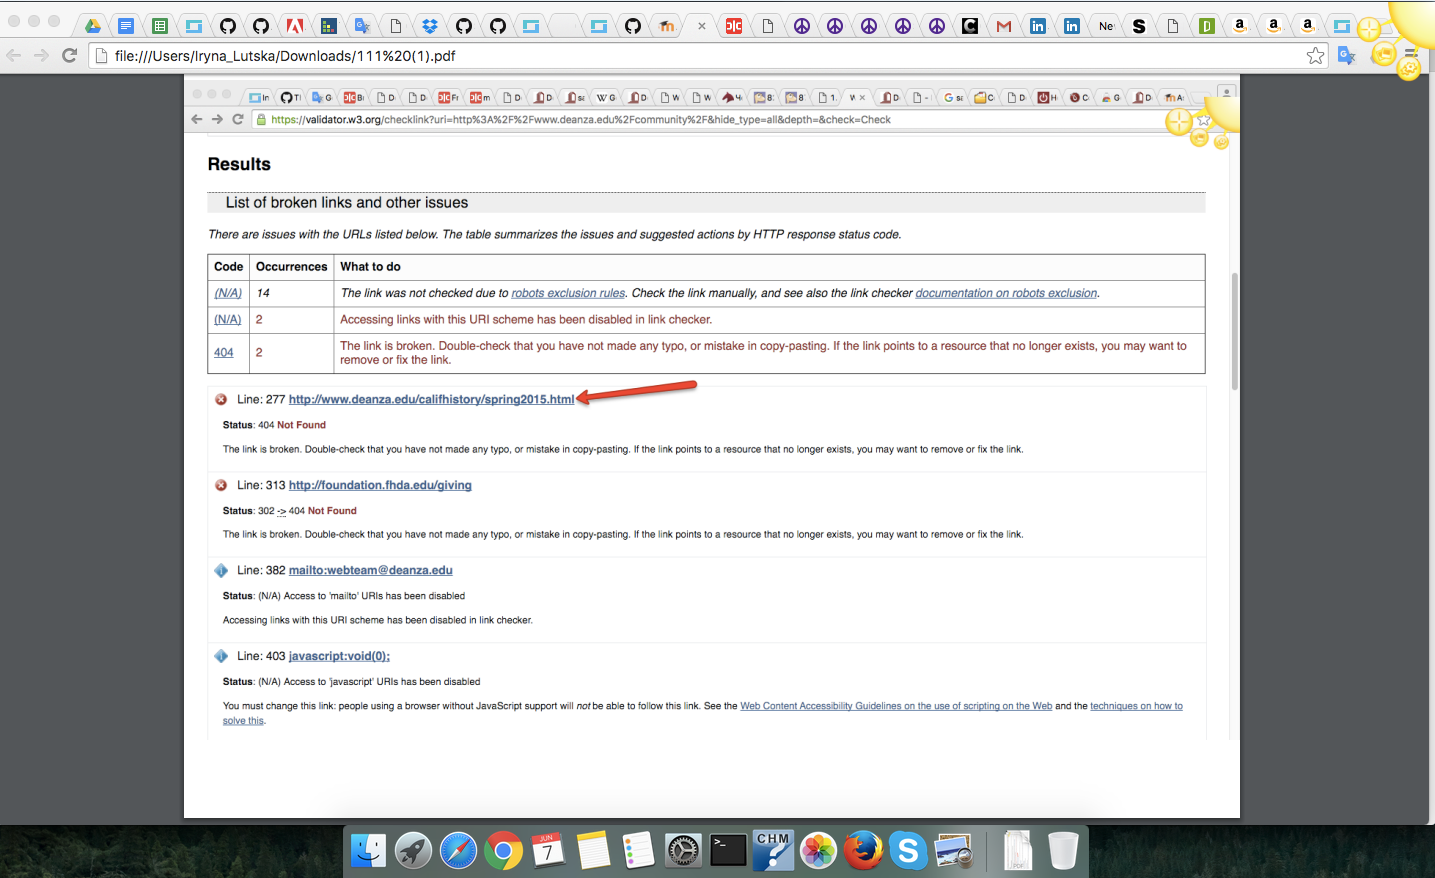 Ne
file:///Users/Iryna_Lutska/Downloads/111%20(1).pdf
https://validator.w3.org/checklink?uri=http%3A%2F%2Fwww.deanza.edu%2Fcommunity%2F&hide_type=all&depth=&check=Check
Results
List of broken links and other issues
There are issues with the URLs listed below. The table summarizes the issues and suggested actions by HTTP response status code.
Code Occurrences What to do
(N/A) 14 The link was not checked due to robots exclusion rules. Check the link manually, and see also the link checker documentation on robots exclusion.
(N/A) 2 Accessing links with this URI scheme has been disabled in link checker.
404 2 The link is broken. Double-check that you have not made any typo, or mistake in copy-pasting. If the link points to a resource that no longer exists, you may want to
remove or fix the link.
Line: 277 http://www.deanza.edu/califhistory/spring2015.html
Status: 404 Not Found
The link is broken. Double-check that you have not made any typo, or mistake in copy-pasting. If the link points to a resource that no longer exists, you may want to remove or fix the link.
Line: 313 http://foundation.fhda.edu/giving
Status: 302 -> 404 Not Found
The link is broken. Double-check that you have not made any typo, or mistake in copy-pasting. If the link points to a resource that no longer exists, you may want to remove or fix the link.
Line: 382 mailto:webteam@deanza.edu
Status: (N/A) Access to 'mailto' URIs has been disabled
Accessing links with this URI scheme has been disabled in link checker.
Line: 403 javascript:void(0);
Status: (N/A) Access to 'javascript' URIs has been disabled
You must change this link: people using a browser without JavaScript support will not be able to follow this link. See the Web Content Accessibility Guidelines on the use of scripting on the Web and the techniques on how to
solve this.
JUN
7
CHM